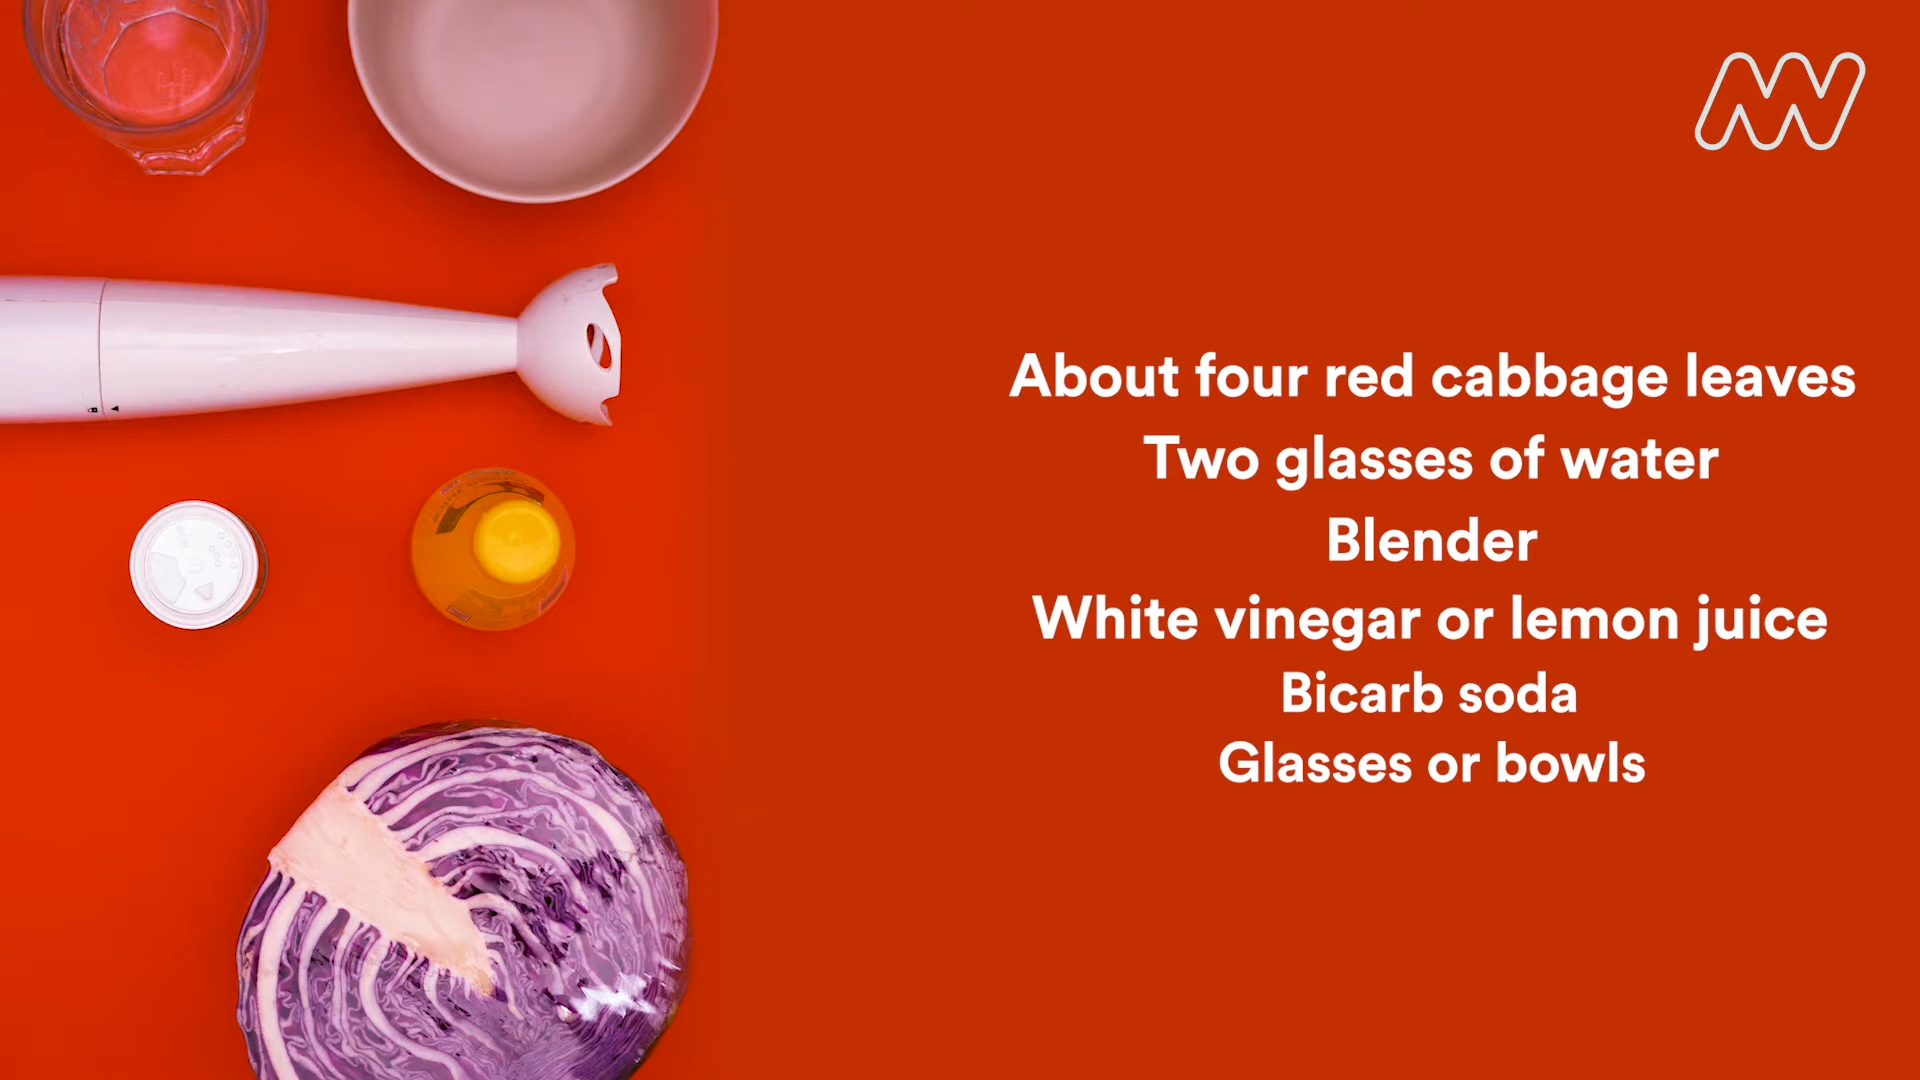 About four red cabbage leaves
Two glasses of water
Blender
White vinegar or lemon juice
Bicarb soda
Glasses or bowls